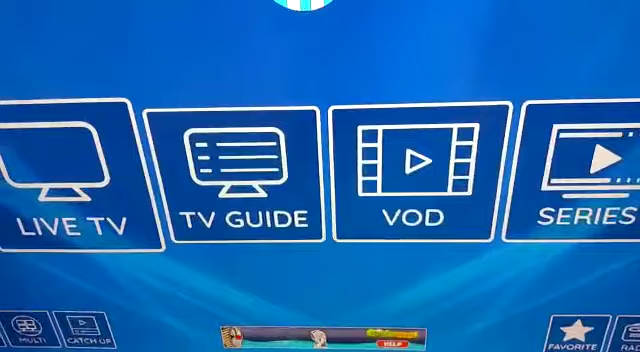 LIVE TV
TV GUIDE
VOD
SERIES
MULTI
CATCH UP
HELP
FAVORITE